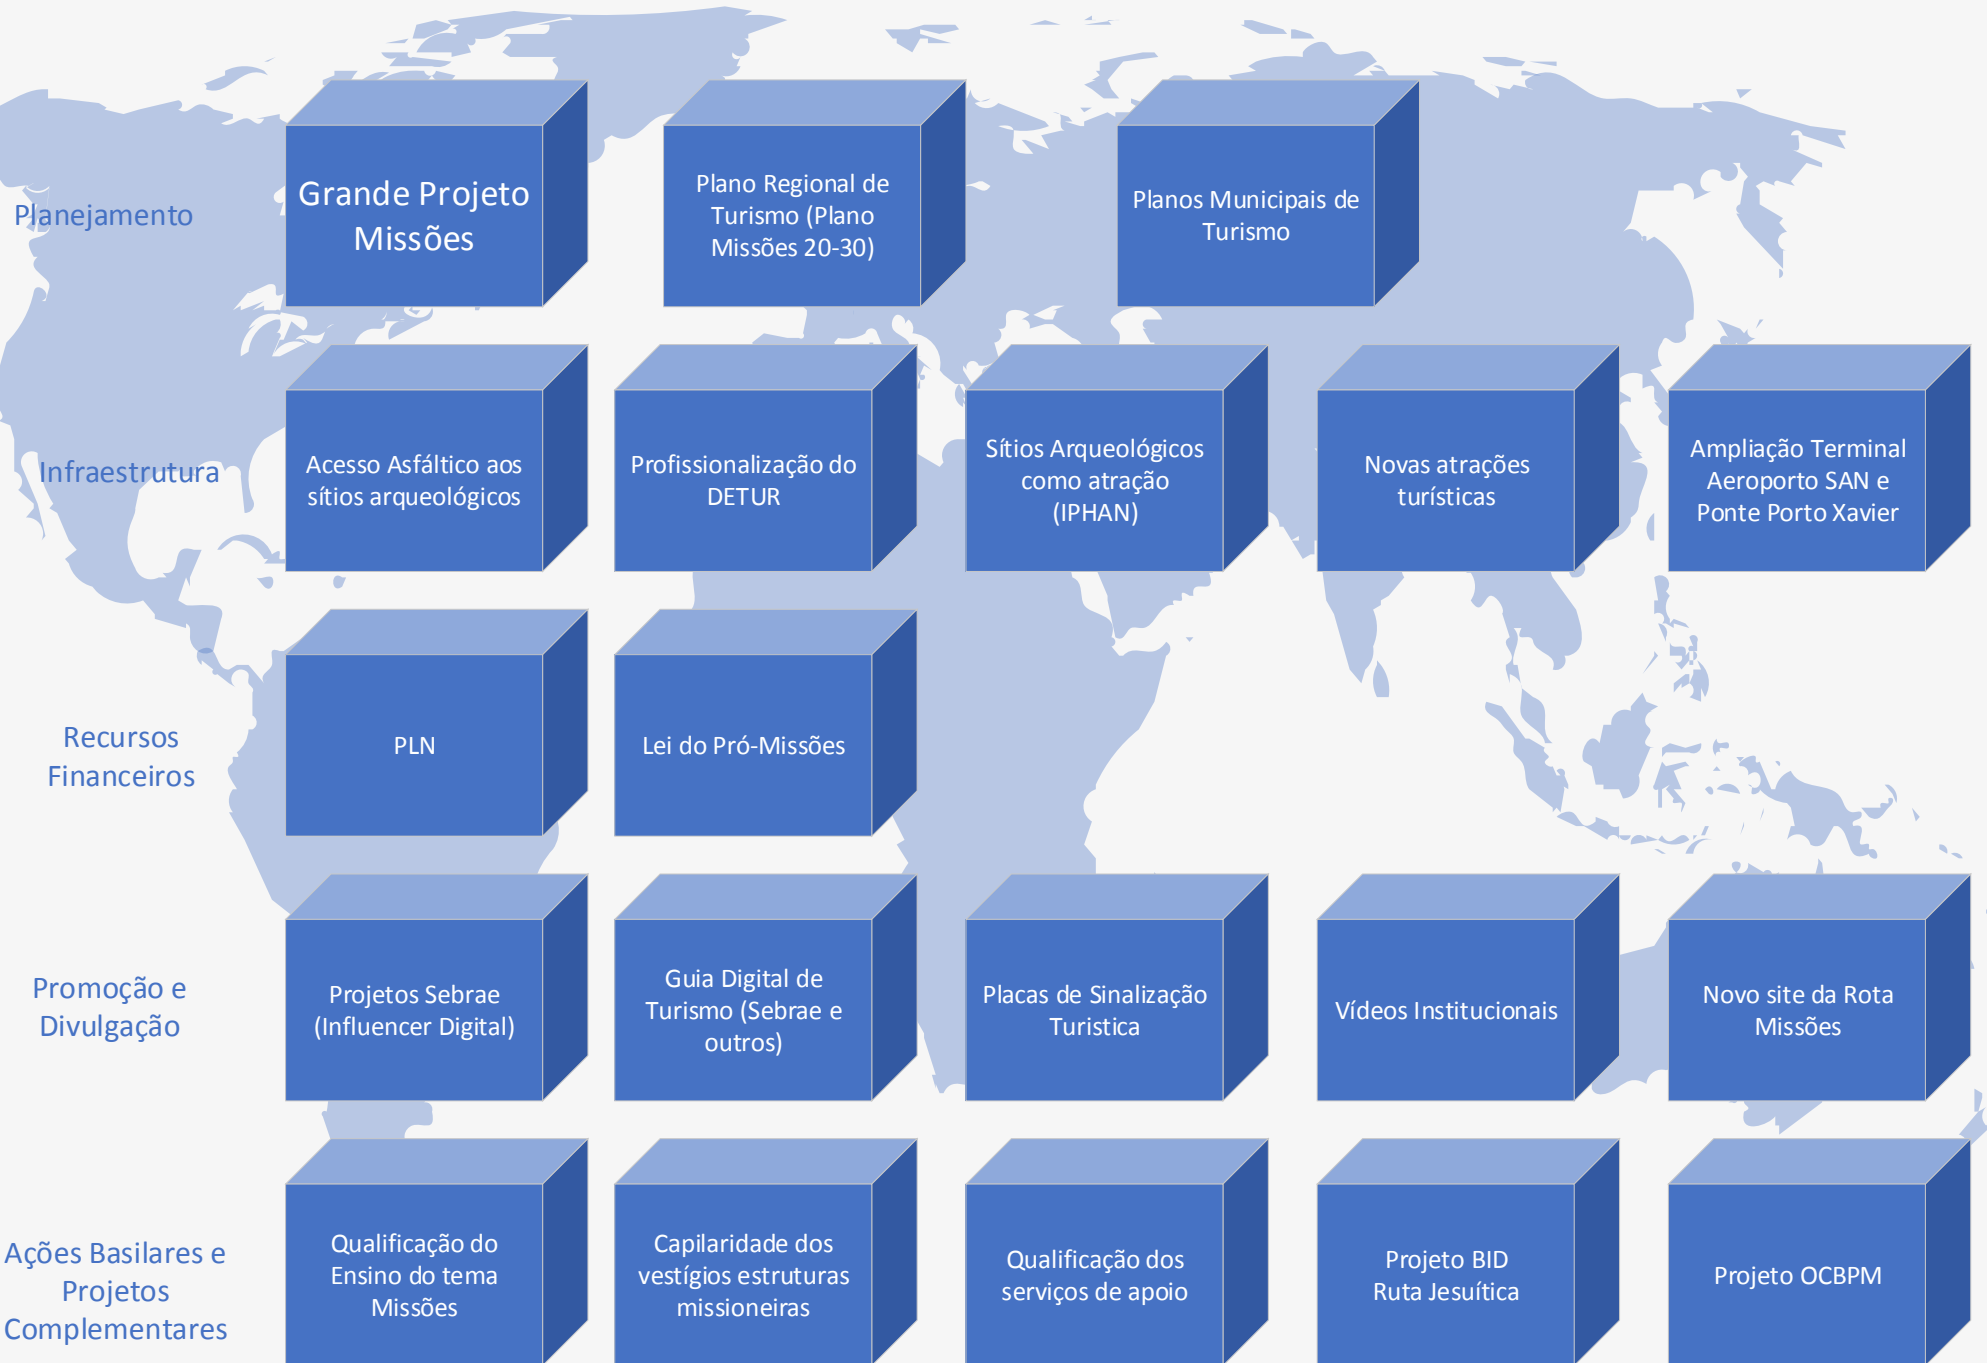 Planejamento
Grande Projeto
Missões
Plano Regional de
Turismo (Plano
Missões 20-30)
Planos Municipais de
Turismo
Infraestrutura
Acesso Asfáltico aos
sítios arqueológicos
Profissionalização do
DETUR
Sítios Arqueológicos
como atração
(IPHAN)
Novas atrações
turísticas
Ampliação Terminal
Aeroporto SAN e
Ponte Porto Xavier
Recursos
Financeiros
PLN
Lei do Pró-Missões
Promoção e
Divulgação
Projetos Sebrae
(Influencer Digital)
Guia Digital de
Turismo (Sebrae e
outros)
Placas de Sinalização
Turistica
Vídeos Institucionais
Novo site da Rota
Missões
Ações Basilares e
Projetos
Complementares
Qualificação do
Ensino do tema
Missões
Capilaridade dos
vestígios estruturas
missioneiras
Qualificação dos
serviços de apoio
Projeto BID
Ruta Jesuítica
Projeto OCBPM